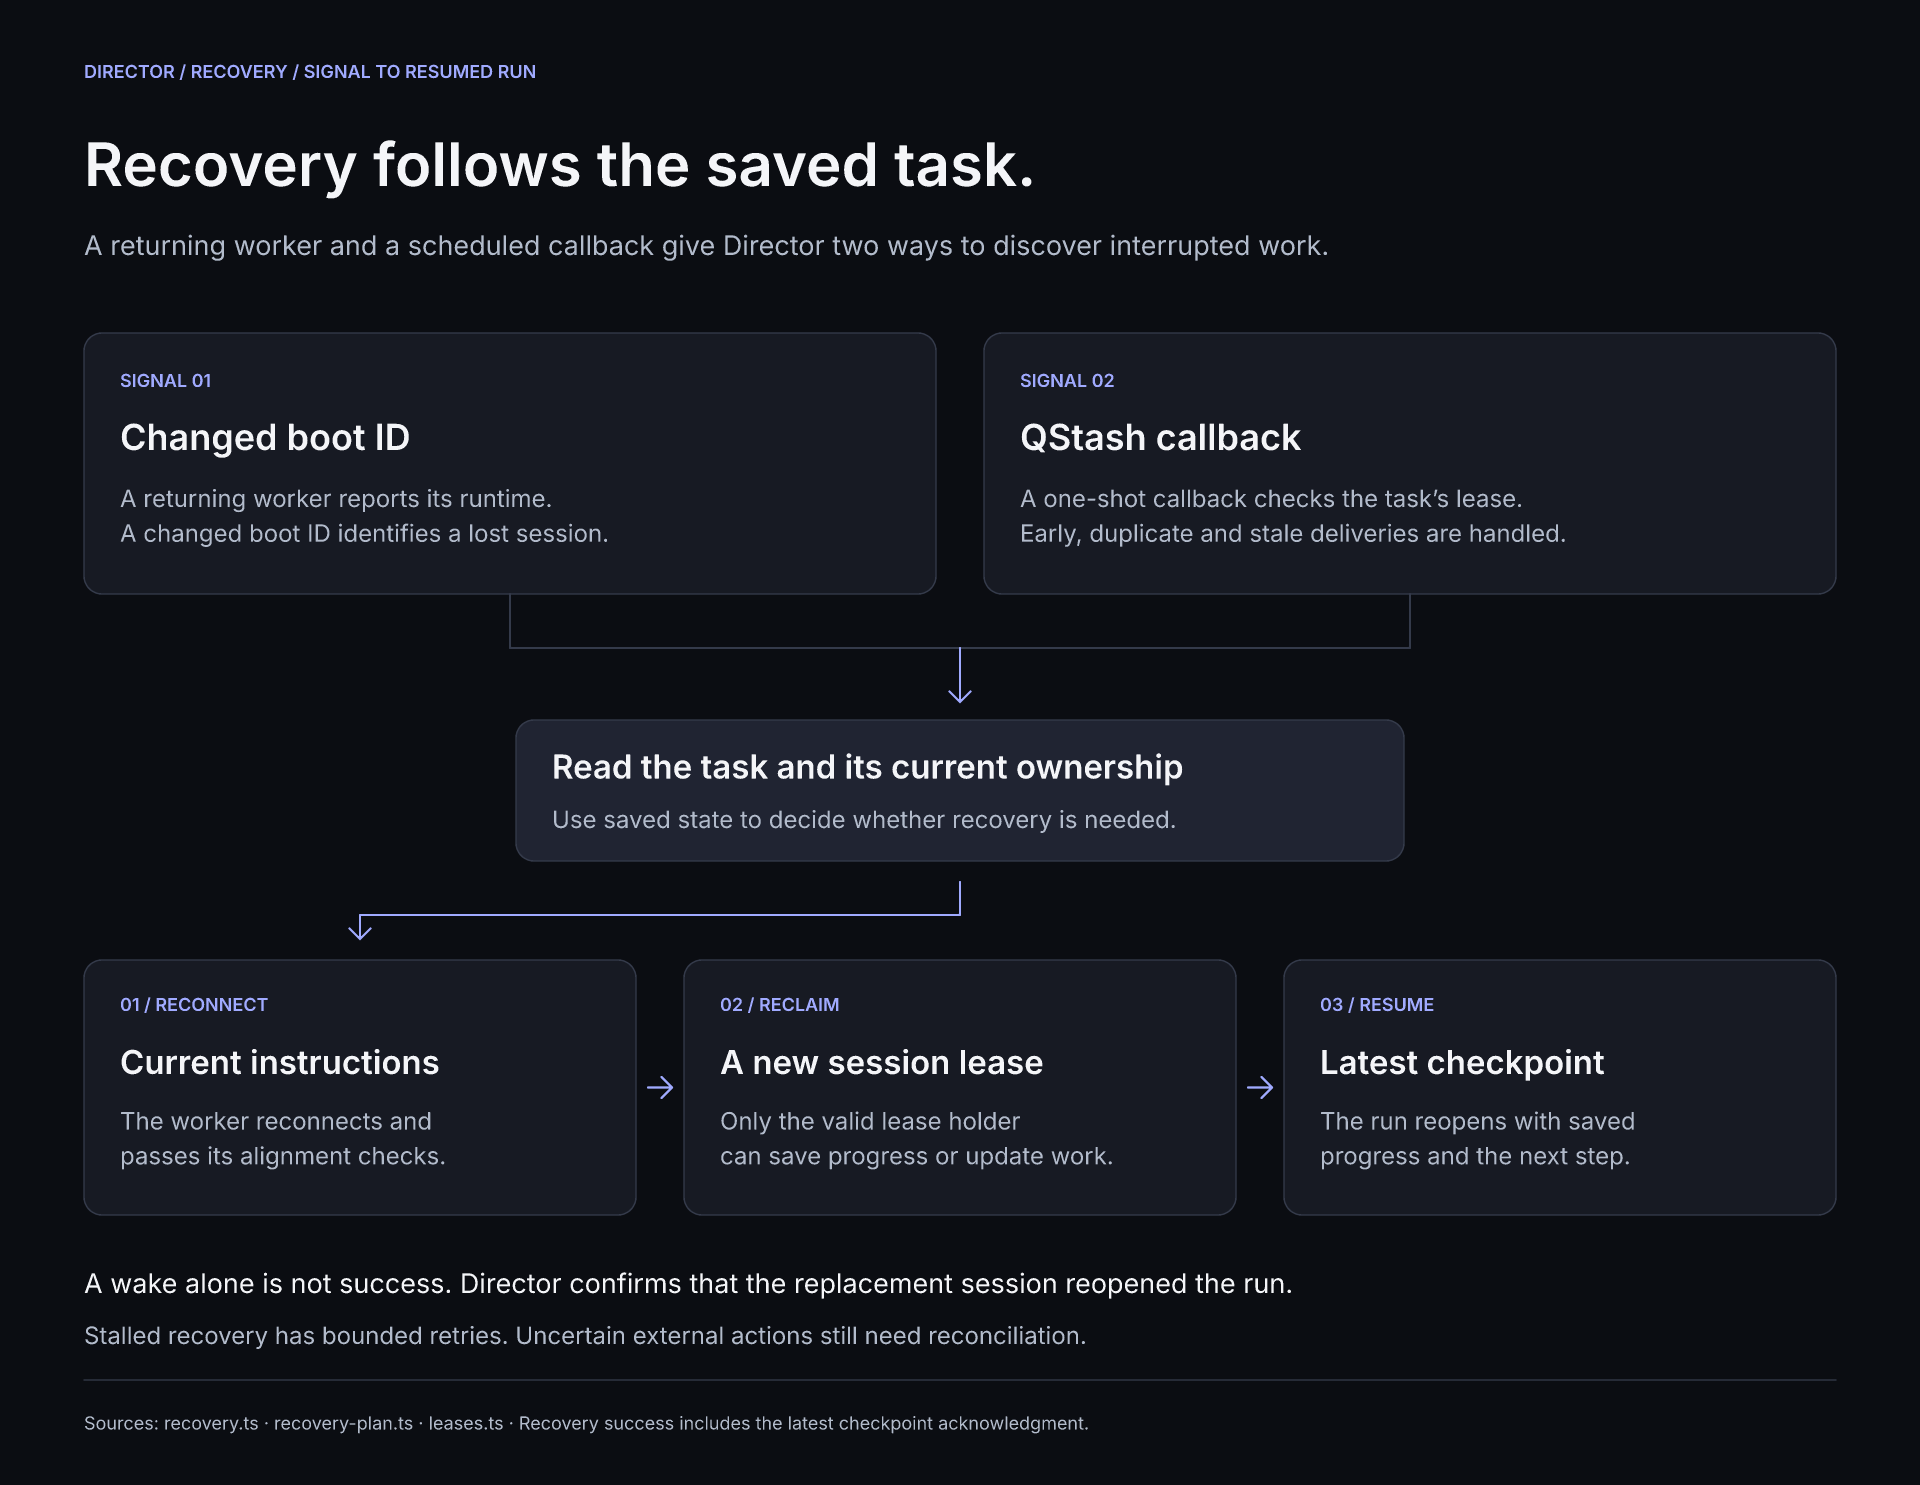 DIRECTOR / RECOVERY / SIGNAL TO RESUMED RUN
Recovery follows the saved task.
A returning worker and a scheduled callback give Director two ways to discover interrupted work.
SIGNAL 01
Changed boot ID
A returning worker reports its runtime.
A changed boot ID identifies a lost session.
SIGNAL 02
QStash callback
A one-shot callback checks the task’s lease.
Early, duplicate and stale deliveries are handled.
Read the task and its current ownership
Use saved state to decide whether recovery is needed.
01 / RECONNECT
Current instructions
The worker reconnects and
passes its alignment checks.
02 / RECLAIM
A new session lease
Only the valid lease holder
can save progress or update work.
03 / RESUME
Latest checkpoint
The run reopens with saved
progress and the next step.
A wake alone is not success. Director confirms that the replacement session reopened the run.
Stalled recovery has bounded retries. Uncertain external actions still need reconciliation.
Sources: recovery.ts · recovery-plan.ts · leases.ts · Recovery success includes the latest checkpoint acknowledgment.